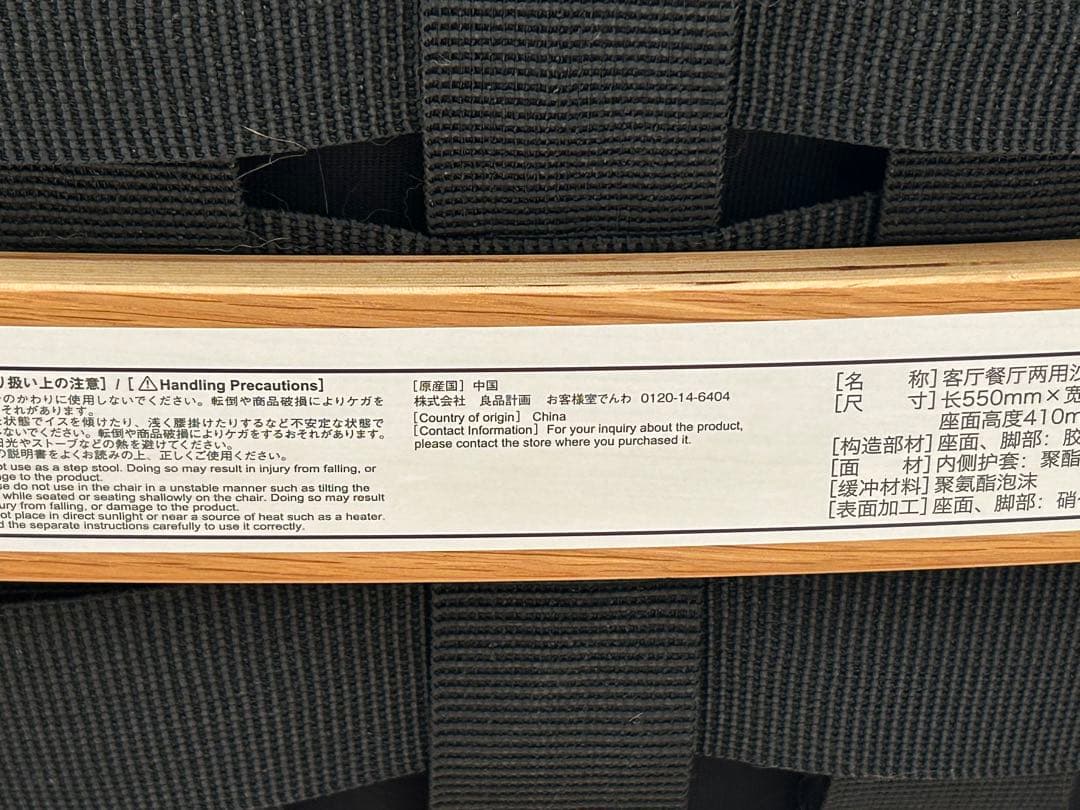 り扱い上の注意] / [⚠Handling Precautions]
のかわりに使用しないでください。転倒や商品破損によりケガを
それがあります。
状態でイスを傾けたり、浅く腰掛けたりするなど不安定な状態で
ないでください。転倒や商品破損によりケガをするおそれがあります。
日光やストーブなどの熱を避けてください。
の説明書をよくお読みの上、正しくご使用ください。
ot use as a step stool. Doing so may result in injury from falling, or
ge to the product.
se do not use in the chair in a unstable manner such as tilting the
while seated or seating shallowly on the chair. Doing so may result
ury from falling, or damage to the product.
ot place in direct sunlight or near a source of heat such as a heater.
d the separate instructions carefully to use it correctly.
[原産国] 中国
株式会社 良品計画 お客様室でんわ 0120-14-6404
[Country of origin] China
[Contact Information] For your inquiry about the product,
please contact the store where you purchased it.
[名 称] 客厅餐厅两用沙
[尺 寸] 长550mm×宽
座面高度410m
[构造部材] 座面、脚部：胶
[面 材] 内侧护套：聚酯
[缓冲材料] 聚氨酯泡沫
[表面加工] 座面、脚部：硝